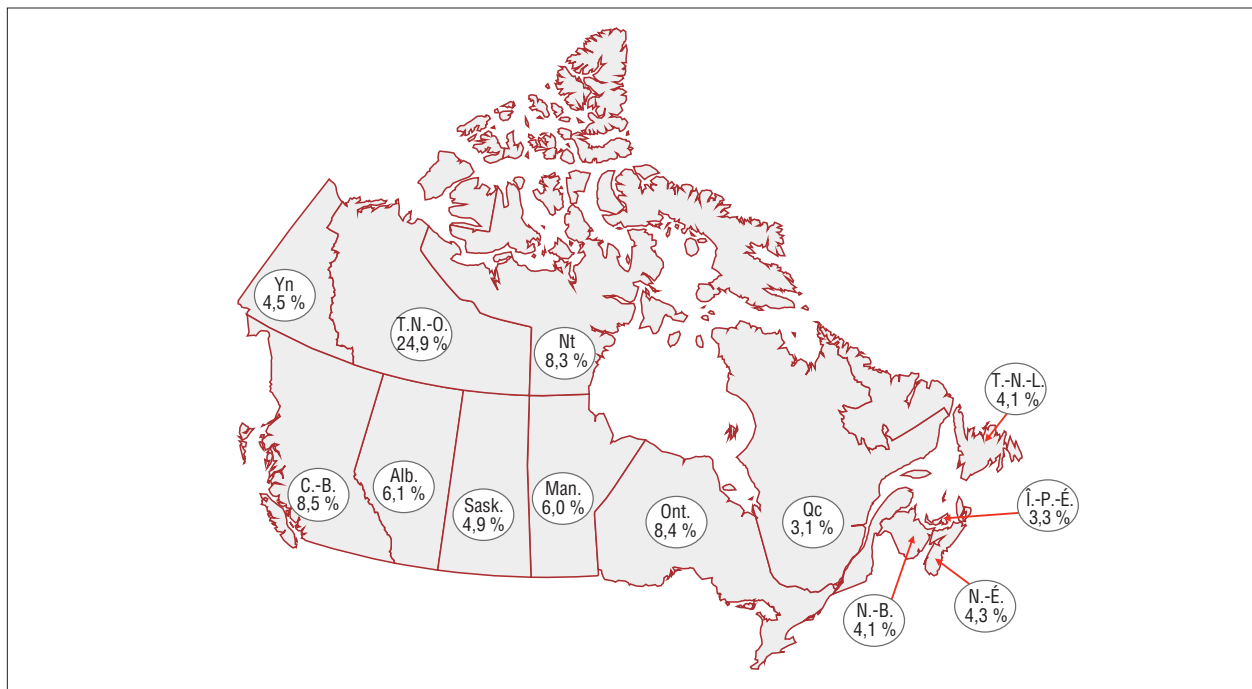 Yn
4,5 %
T.N.-O.
24,9 %
Nt
8,3 %
T.-N.-L.
4,1 %
C.-B.
8,5 %
Alb.
6,1 %
Sask.
4,9 %
Man.
6,0 %
Ont.
8,4 %
Qc
3,1 %
Î.-P.-É.
3,3 %
N.-B.
4,1 %
N.-É.
4,3 %